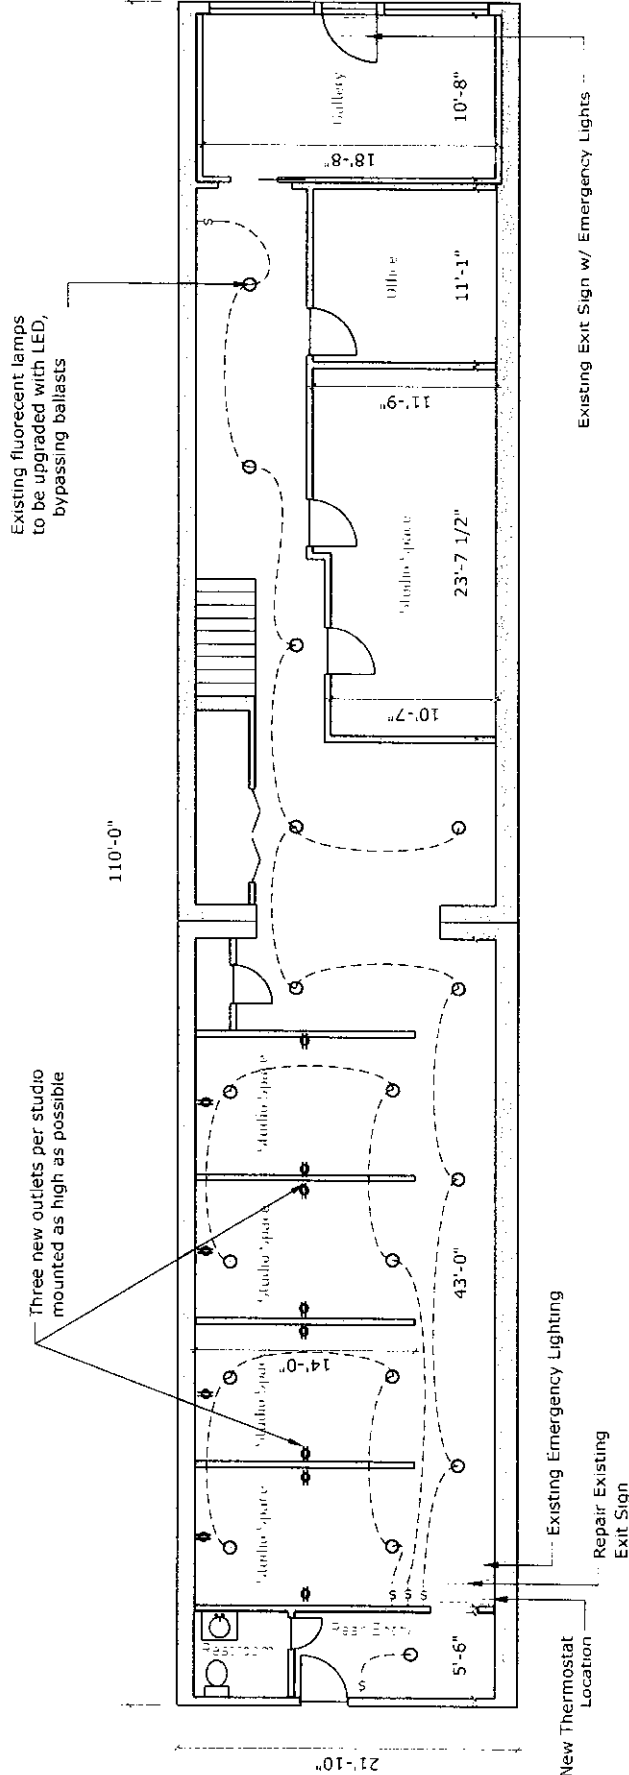 Existing fluorecent lamps
to be upgraded with LED,
bypassing ballasts
Three new outlets per studio
mounted as high as possible
110'-0"
21'-10"
Restroom
Rear Entry
5'-6"
Studio Space
Studio Space
Studio Space
Studio Space
14'-0"
43'-0"
Studio Space
23'-7 1/2"
10'-7"
11'-9"
Office
11'-1"
Gallery
18'-8"
10'-8"
S
S
S
S
S
New Thermostat
Location
Repair Existing
Exit Sign
Existing Emergency Lighting
Existing Exit Sign w/ Emergency Lights